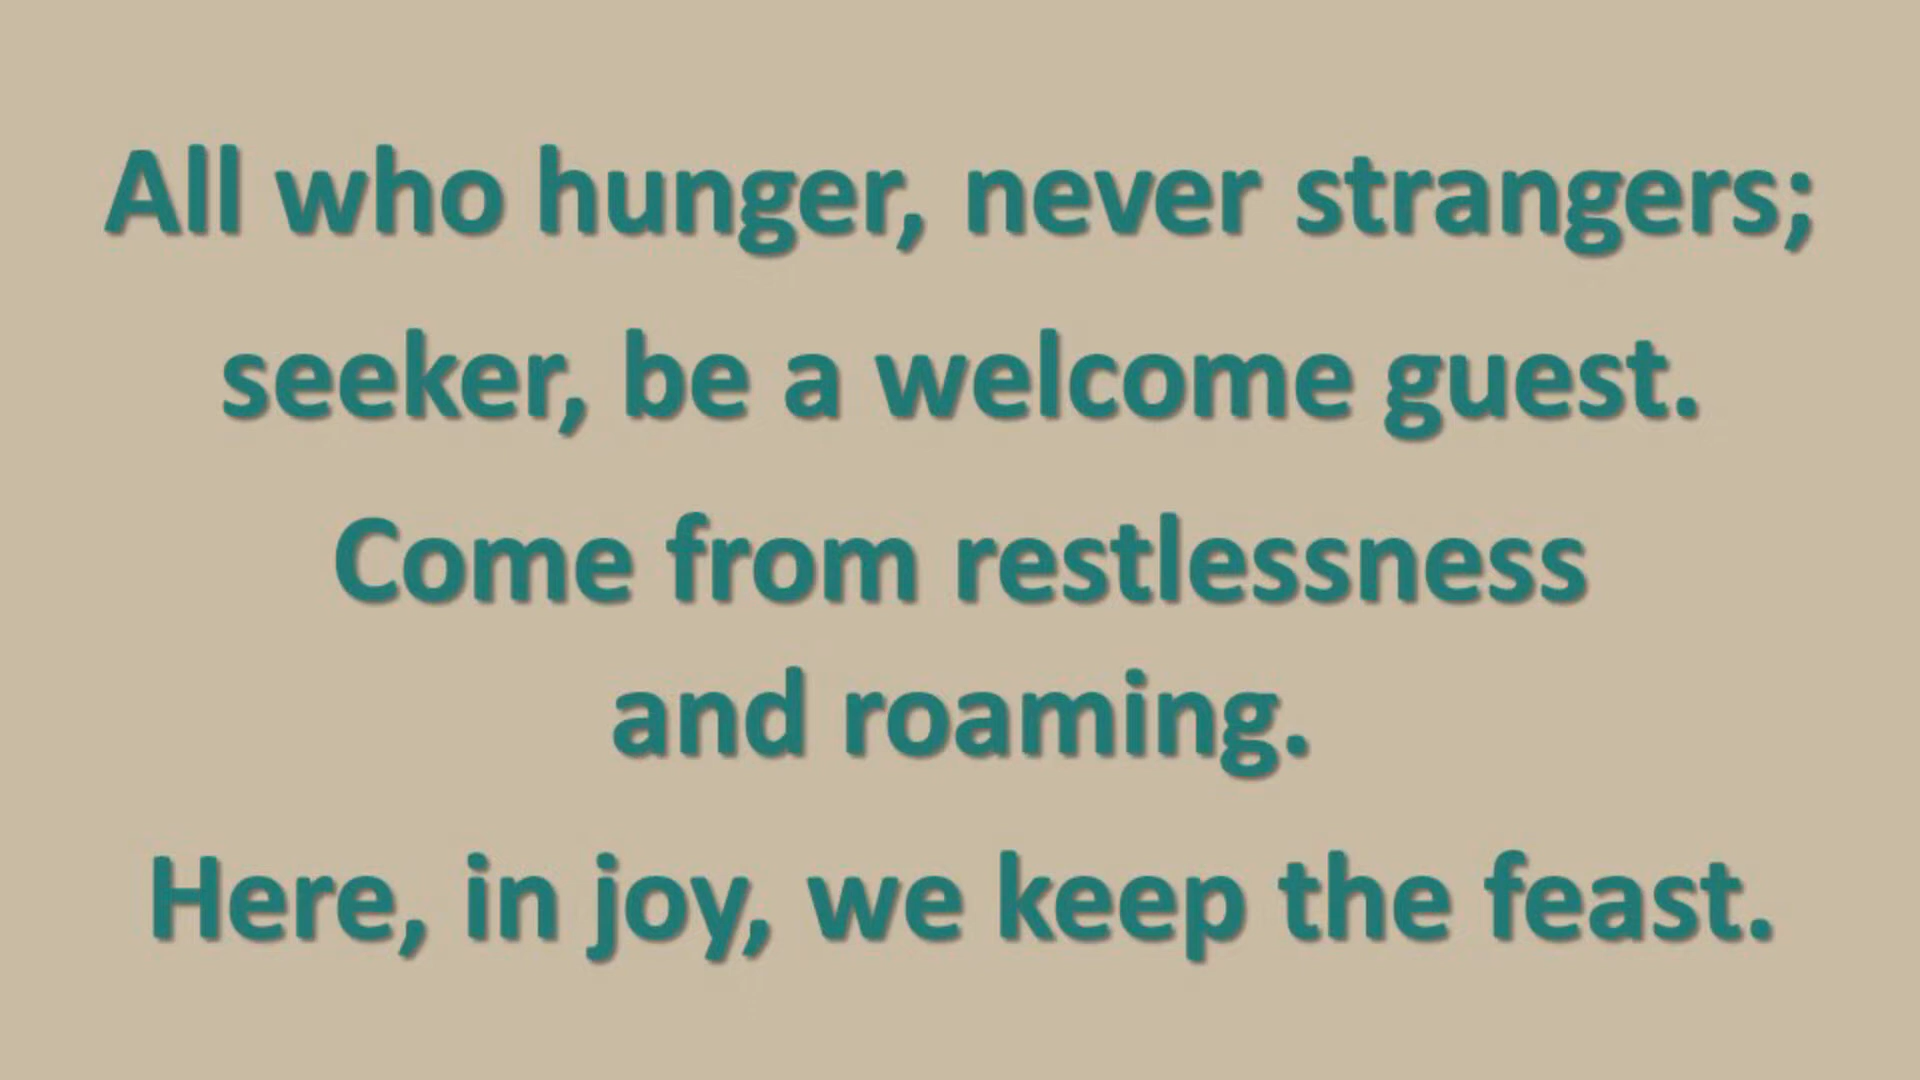 All who hunger, never strangers;
seeker, be a welcome guest.
Come from restlessness
and roaming.
Here, in joy, we keep the feast.